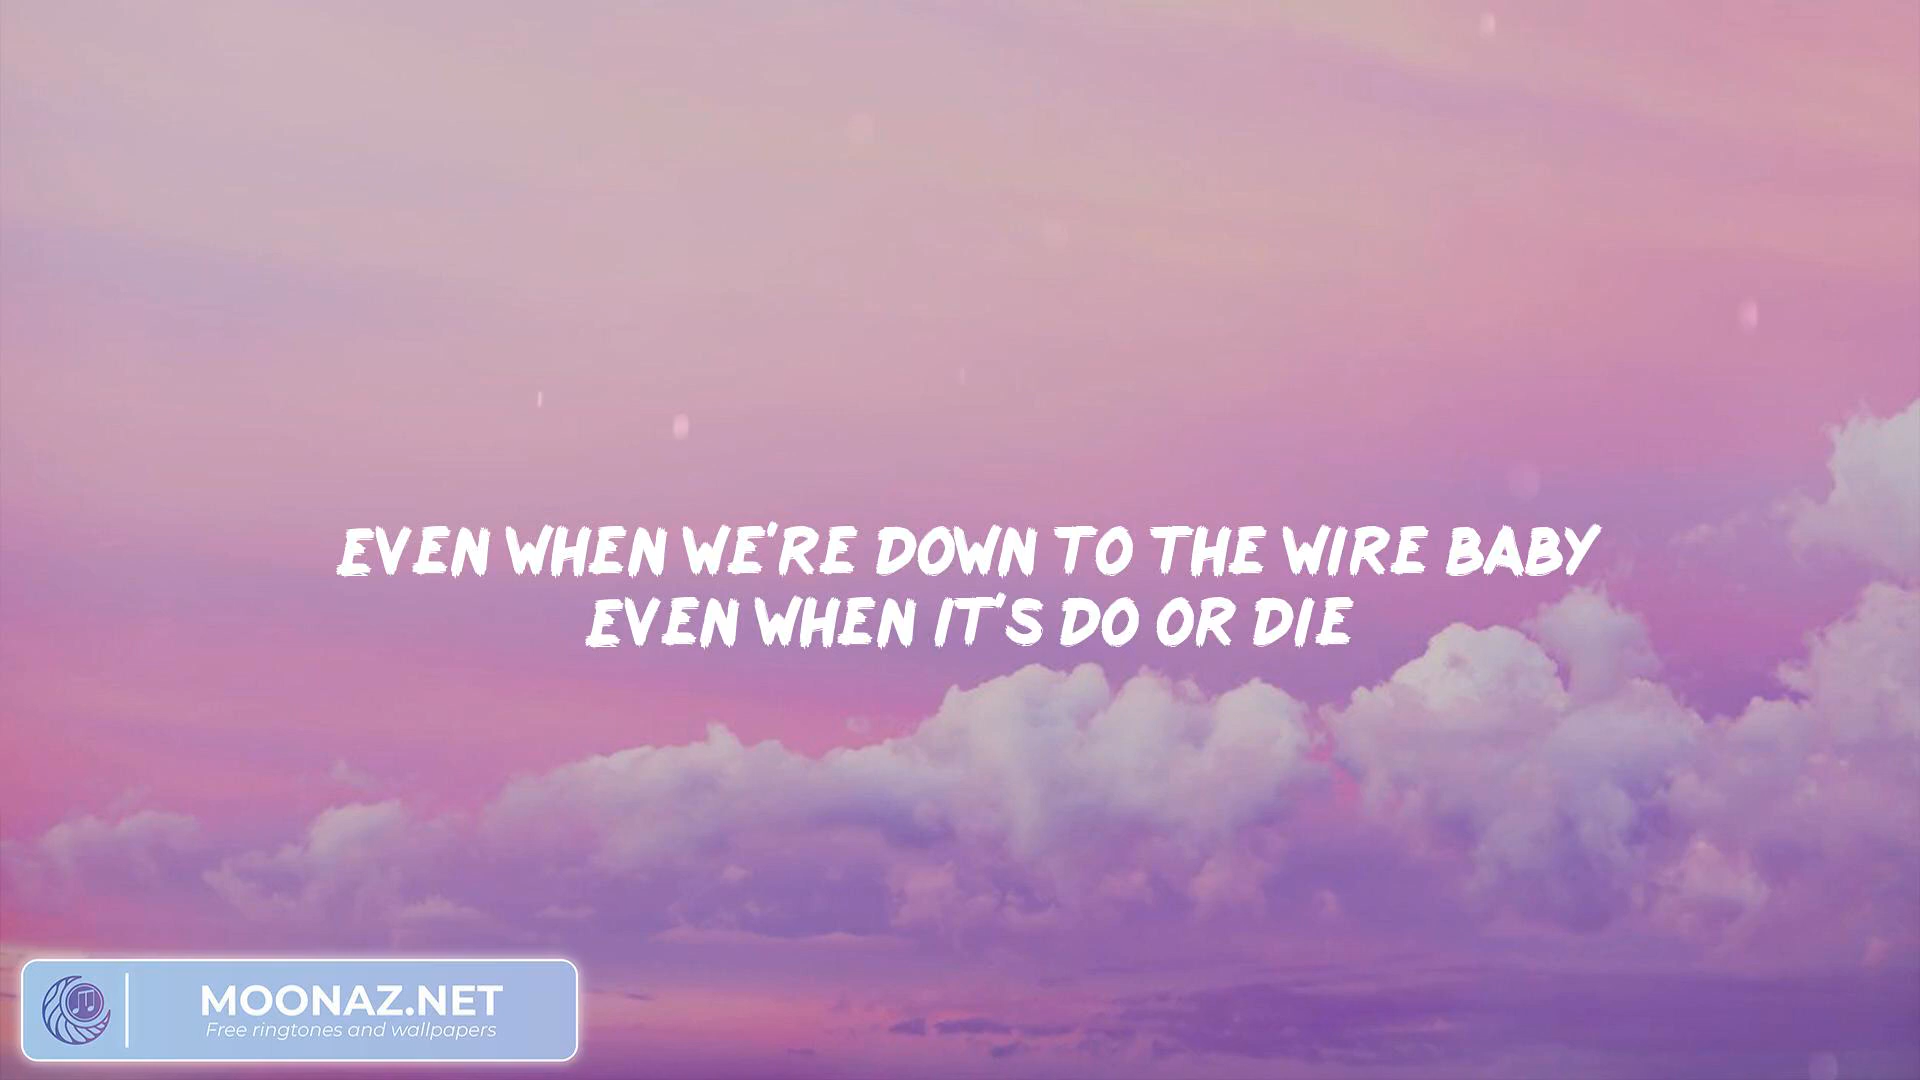 EVEN WHEN WE'RE DOWN TO THE WIRE BABY
EVEN WHEN IT'S DO OR DIE
MOONAZ.NET
Free ringtones and wallpapers